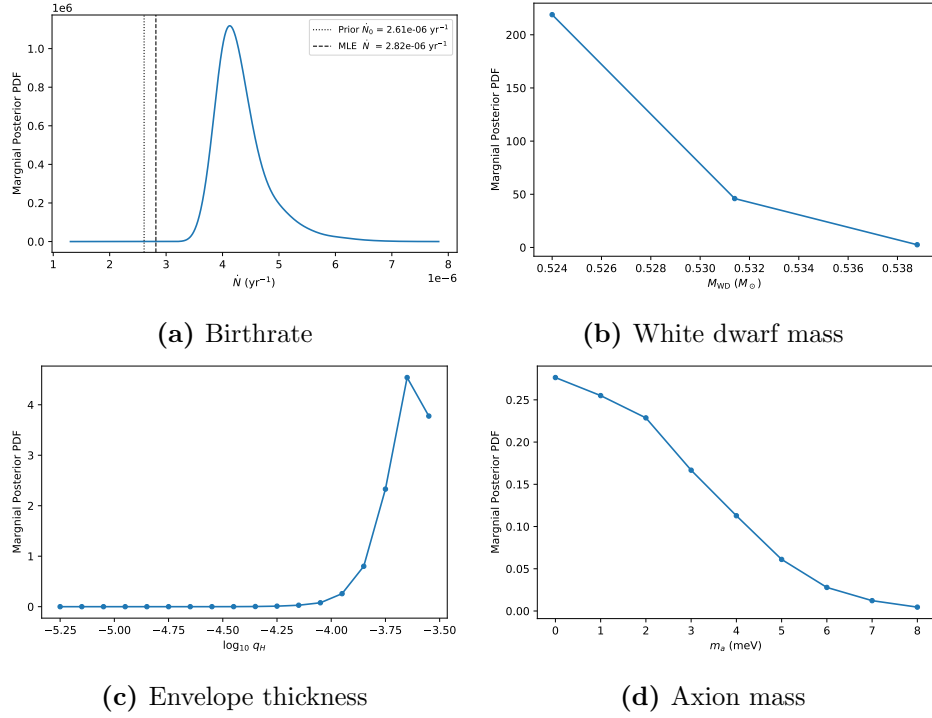 1e6
1.0
0.8
0.6
0.4
0.2
0.0
Margnial Posterior PDF
Prior Ṅ₀ = 2.61e-06 yr⁻¹
MLE Ṅ = 2.82e-06 yr⁻¹
1 2 3 4 5 6 7 8
1e−6
Ṅ (yr⁻¹)
(a) Birthrate
200
150
100
50
0
Margnial Posterior PDF
0.524 0.526 0.528 0.530 0.532 0.534 0.536 0.538
M_WD (M_⊙)
(b) White dwarf mass
4
3
2
1
0
Margnial Posterior PDF
−5.25 −5.00 −4.75 −4.50 −4.25 −4.00 −3.75 −3.50
log₁₀ q_H
(c) Envelope thickness
0.25
0.20
0.15
0.10
0.05
0.00
Margnial Posterior PDF
0 1 2 3 4 5 6 7 8
m_a (meV)
(d) Axion mass